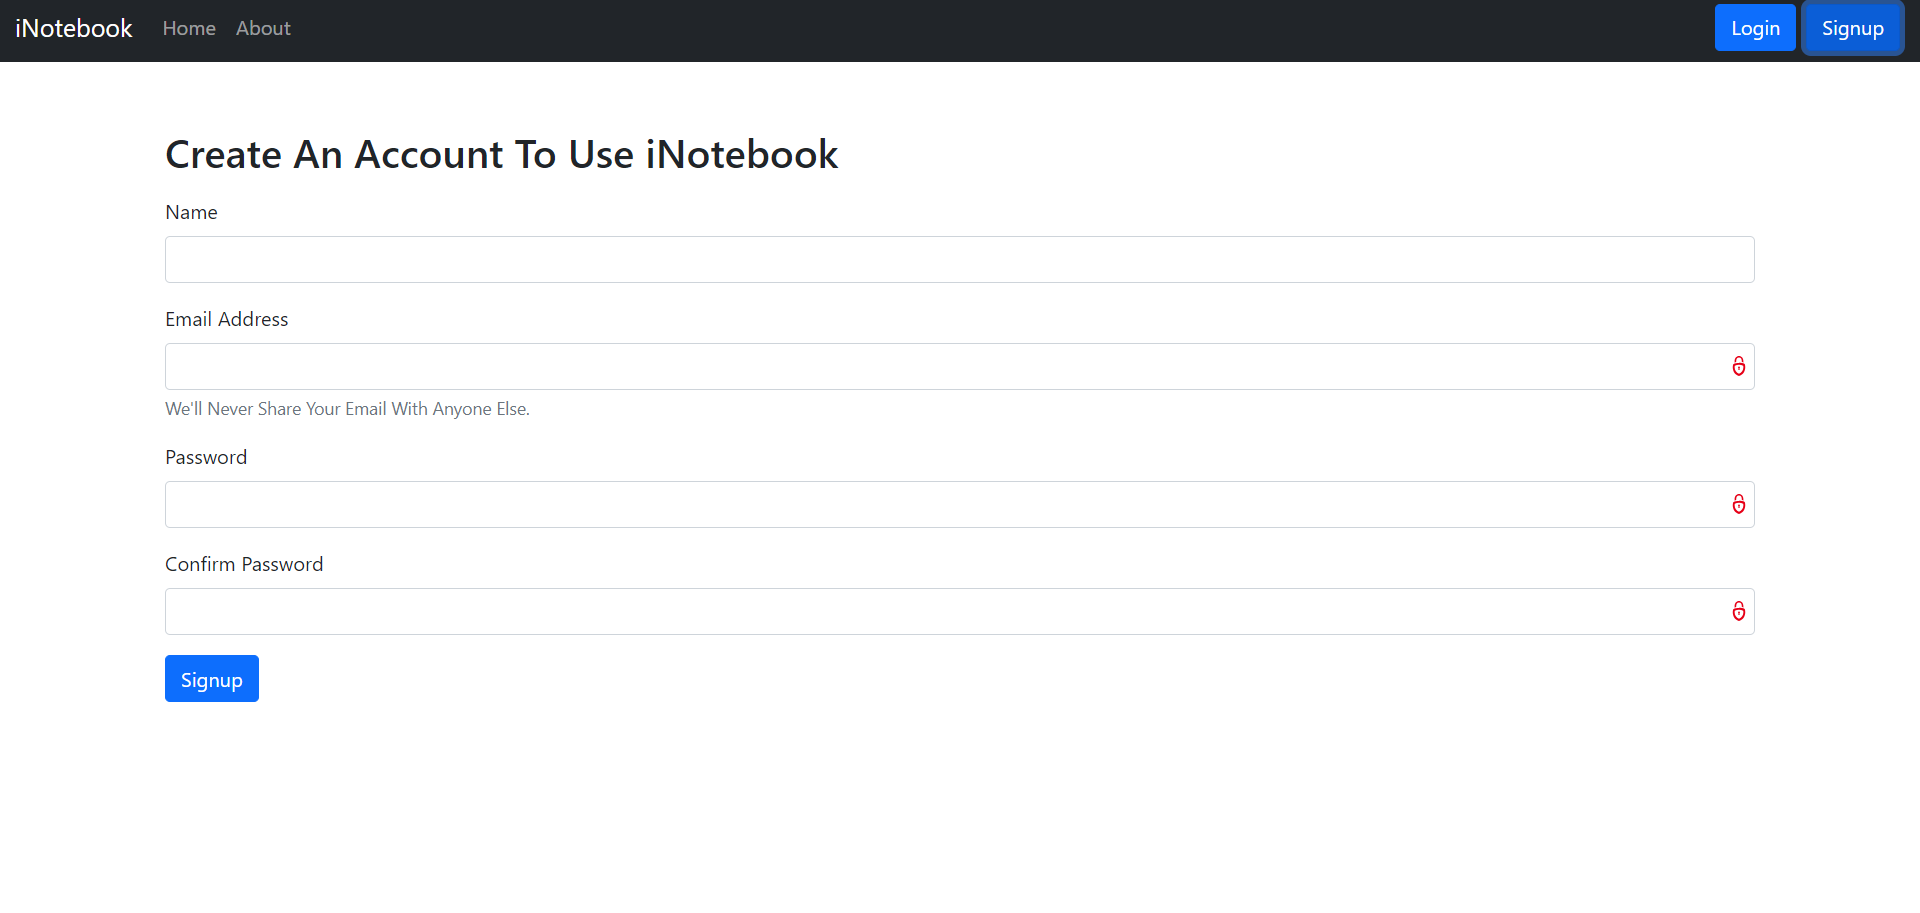 iNotebook Home About Login Signup
Create An Account To Use iNotebook
Name
Email Address
We'll Never Share Your Email With Anyone Else.
Password
Confirm Password
Signup